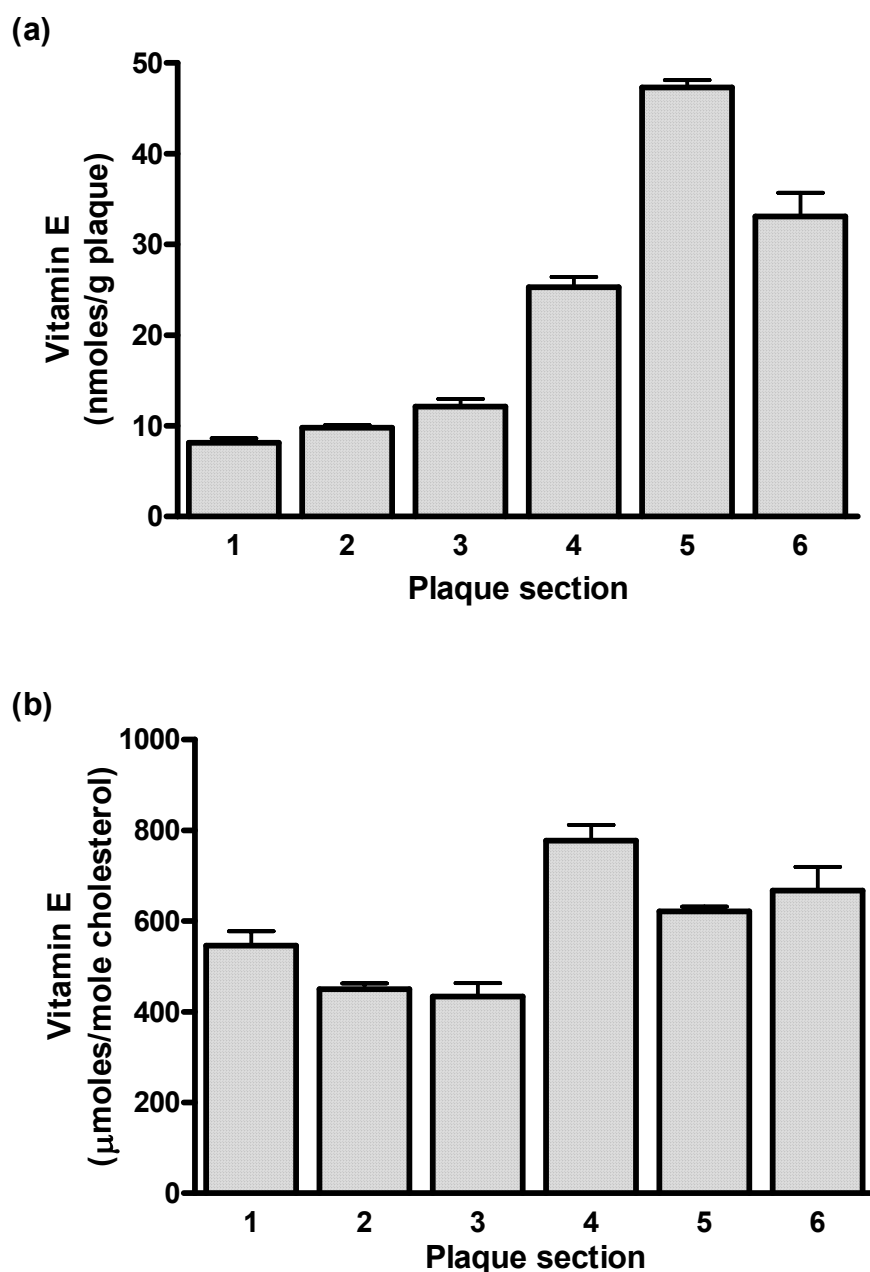 (a)
Vitamin E
(nmoles/g plaque)
50
40
30
20
10
0
1 2 3 4 5 6
Plaque section
(b)
Vitamin E
(μmoles/mole cholesterol)
1000
800
600
400
200
0
1 2 3 4 5 6
Plaque section